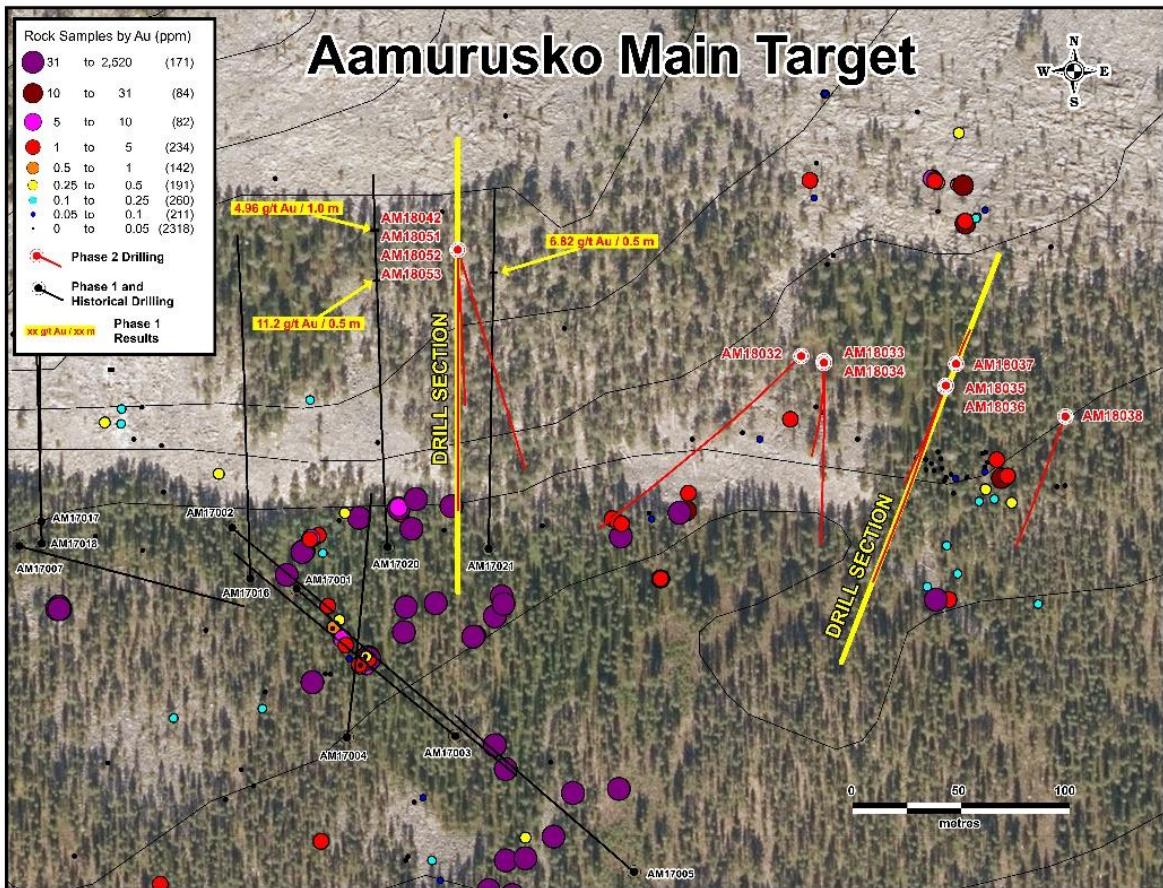 Aamurusko Main Target
Rock Samples by Au (ppm)
31 to 2,520 (171)
10 to 31 (84)
5 to 10 (82)
1 to 5 (234)
0.5 to 1 (142)
0.25 to 0.5 (191)
0.1 to 0.25 (260)
0.05 to 0.1 (211)
0 to 0.05 (2318)
Phase 2 Drilling
Phase 1 and
Historical Drilling
xx g/t Au / xx m Phase 1
Results
N
W E
S
4.96 g/t Au / 1.0 m
AM18042
AM18051
AM18052
AM18053
6.82 g/t Au / 0.5 m
11.2 g/t Au / 0.5 m
DRILL SECTION
AM18032
AM18033
AM18034
AM18037
AM18035
AM18036
AM18038
DRILL SECTION
AM17017
AM17018
AM17007
AM17002
AM17016
AM17001
AM17020
AM17021
AM17004
AM17003
AM17005
0 50 100
metres